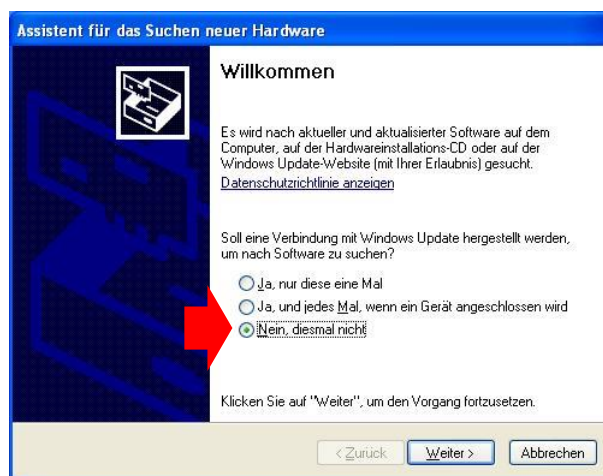 Assistent für das Suchen neuer Hardware
Willkommen
Es wird nach aktueller und aktualisierter Software auf dem
Computer, auf der Hardwareinstallations-CD oder auf der
Windows Update-Website (mit Ihrer Erlaubnis) gesucht.
Datenschutzrichtlinie anzeigen
Soll eine Verbindung mit Windows Update hergestellt werden,
um nach Software zu suchen?
Ja, nur diese eine Mal
Ja, und jedes Mal, wenn ein Gerät angeschlossen wird
Nein, diesmal nicht
Klicken Sie auf "Weiter", um den Vorgang fortzusetzen.
< Zurück Weiter > Abbrechen